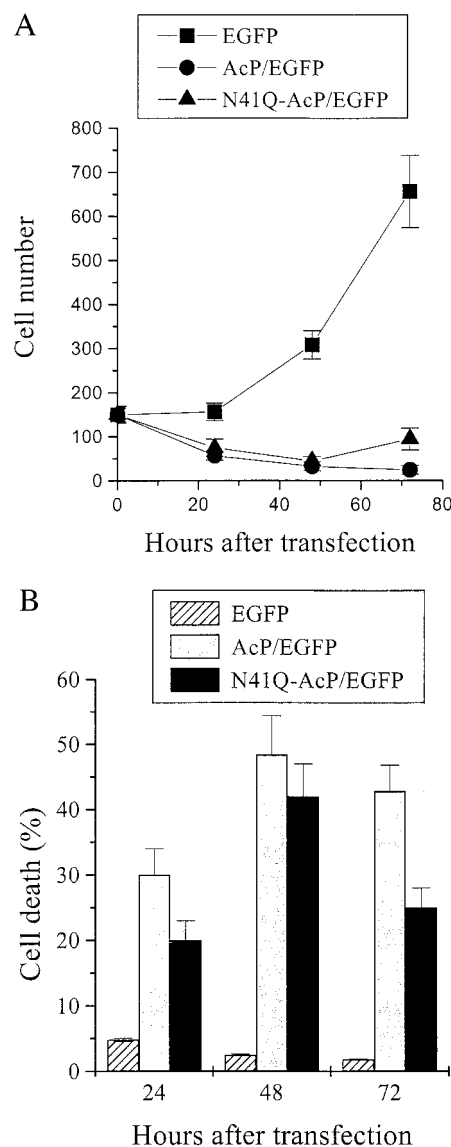 A
EGFP
AcP/EGFP
N41Q-AcP/EGFP
800
700
600
500
400
300
200
100
0
Cell number
0 20 40 60 80
Hours after transfection
B
EGFP
AcP/EGFP
N41Q-AcP/EGFP
60
50
40
30
20
10
0
Cell death (%)
24 48 72
Hours after transfection